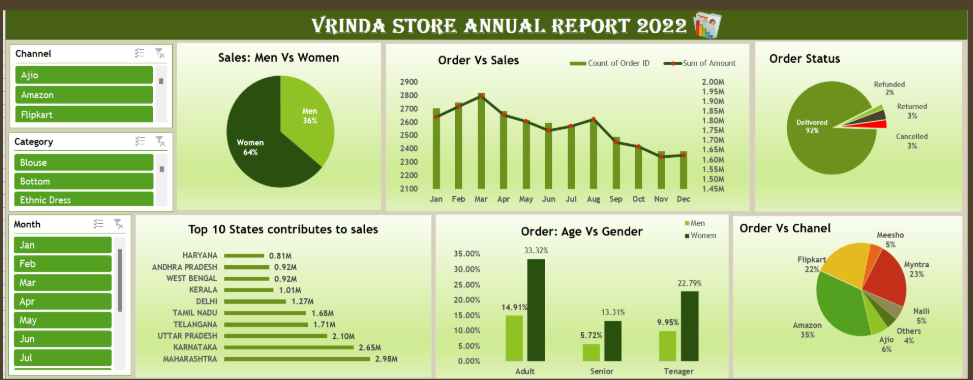 VRINDA STORE ANNUAL REPORT 2022
Channel
Ajio
Amazon
Flipkart
Category
Blouse
Bottom
Ethnic Dress
Month
Jan
Feb
Mar
Apr
May
Jun
Jul
Sales: Men Vs Women
Men
36%
Women
64%
Order Vs Sales
Count of Order ID
Sum of Amount
2900
2800
2700
2600
2500
2400
2300
2200
2100
2.00M
1.95M
1.90M
1.85M
1.80M
1.75M
1.70M
1.65M
1.60M
1.55M
1.50M
1.45M
Jan Feb Mar Apr May Jun Jul Aug Sep Oct Nov Dec
Order Status
Refunded
2%
Returned
3%
Cancelled
3%
Delivered
92%
Top 10 States contributes to sales
HARYANA 0.81M
ANDHRA PRADESH 0.92M
WEST BENGAL 0.92M
KERALA 1.01M
DELHI 1.27M
TAMIL NADU 1.68M
TELANGANA 1.71M
UTTAR PRADESH 2.10M
KARNATAKA 2.65M
MAHARASHTRA 2.98M
Order: Age Vs Gender
Men
Women
35.00%
30.00%
25.00%
20.00%
15.00%
10.00%
5.00%
0.00%
14.91%
33.32%
5.72%
13.31%
9.95%
22.79%
Adult Senior Tenager
Order Vs Chanel
Meesho
5%
Flipkart
22%
Myntra
23%
Nalli
5%
Others
4%
Ajio
6%
Amazon
35%